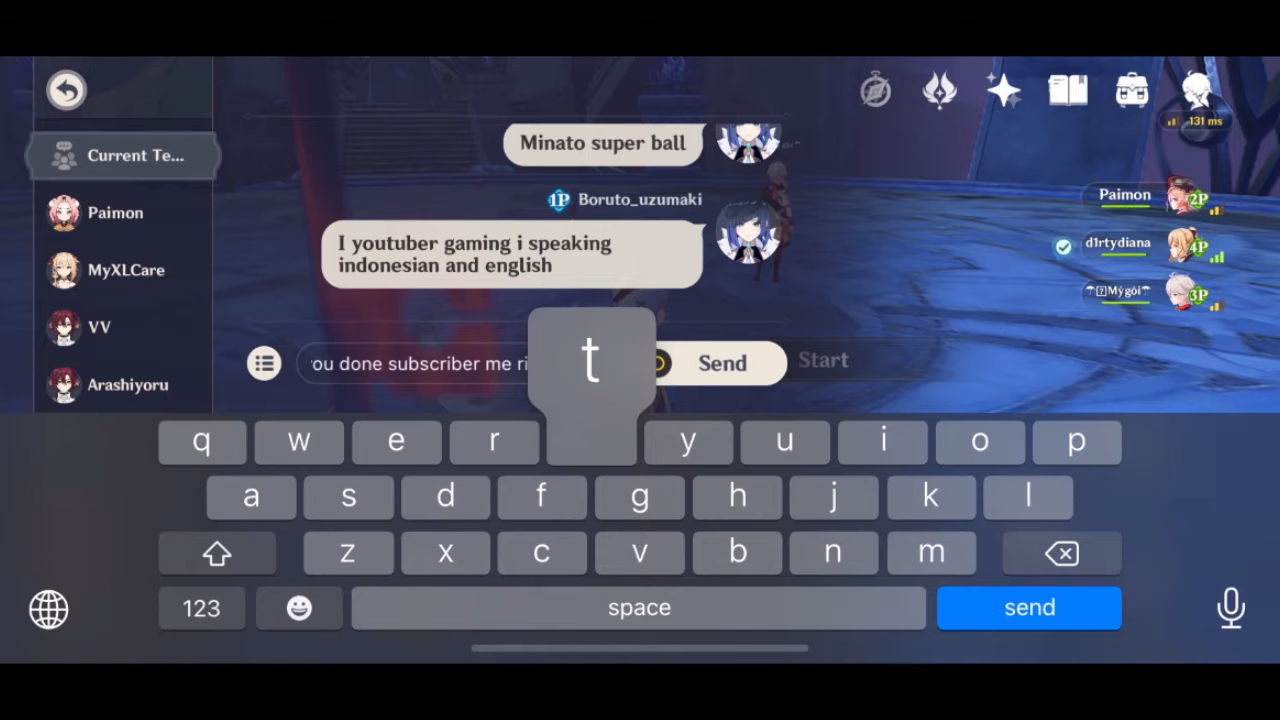 131 ms
Current Te...
Minato super ball
Paimon
Paimon
2P
1P Boruto_uzumaki
I youtuber gaming i speaking
indonesian and english
d1rtydiana
4P
MyXLCare
Mygói
3P
VV
ou done subscriber me ri
Send
Start
Arashiyoru
t
q w e r y u i o p
a s d f g h j k l
z x c v b n m
123
space
send